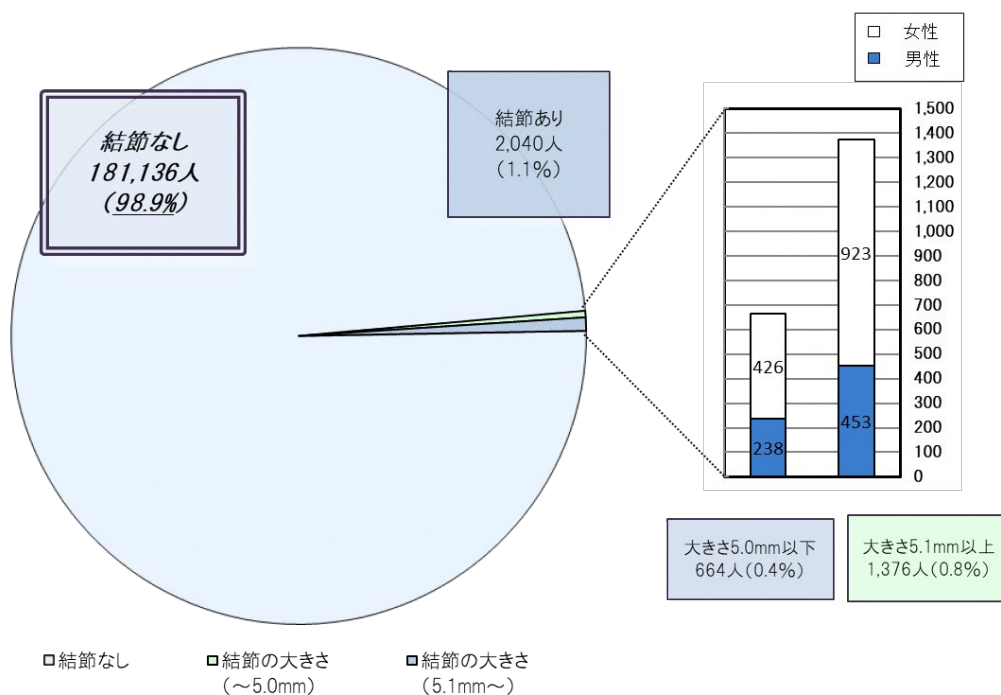 女性
男性
結節なし
181,136人
(98.9%)
結節あり
2,040人
(1.1%)
1,500
1,400
1,300
1,200
1,100
1,000
900
800
700
600
500
400
300
200
100
0
923
426
453
238
大きさ5.0mm以下
664人(0.4%)
大きさ5.1mm以上
1,376人(0.8%)
結節なし
結節の大きさ
(～5.0mm)
結節の大きさ
(5.1mm～)